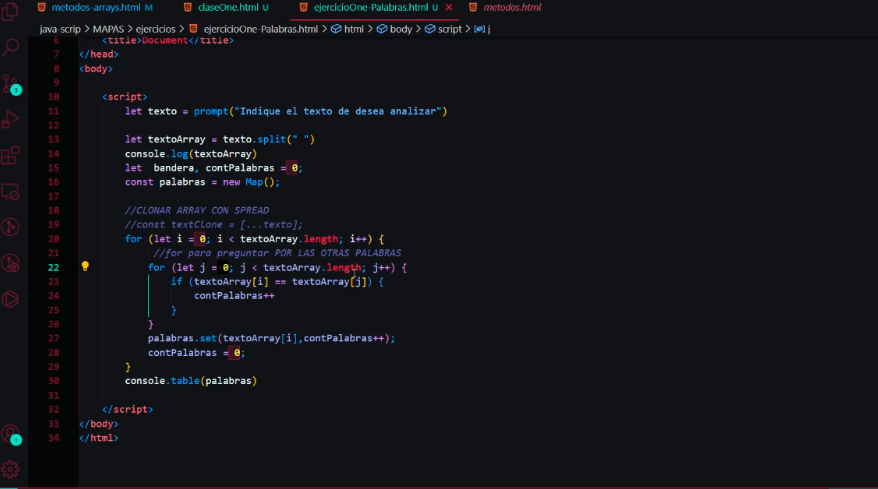 metodos-arrays.html M claseOne.html U ejercicioOne-Palabras.html U × metodos.html
java-scrip > MAPAS > ejercicios > ejercicioOne-Palabras.html > html > body > script > j
6 <title>Document</title>
7 </head>
8 <body>
9
10 <script>
11 let texto = prompt("Indique el texto de desea analizar")
12
13 let textoArray = texto.split(" ")
14 console.log(textoArray)
15 let bandera, contPalabras = 0;
16 const palabras = new Map();
17
18 //CLONAR ARRAY CON SPREAD
19 //const textClone = [...texto];
20 for (let i = 0; i < textoArray.length; i++) {
21 //for para preguntar POR LAS OTRAS PALABRAS
22 for (let j = 0; j < textoArray.length; j++) {
23 if (textoArray[i] == textoArray[j]) {
24 contPalabras++
25 }
26 }
27 palabras.set(textoArray[i],contPalabras++);
28 contPalabras = 0;
29 }
30 console.table(palabras)
31
32 </script>
33 </body>
34 </html>
1
1